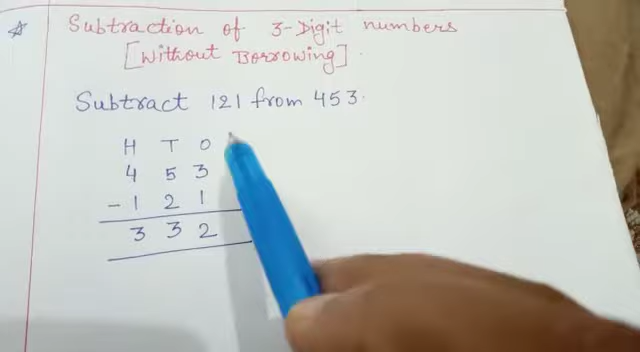 Subtraction of 3-Digit numbers
[Without Borrowing].
Subtract 121 from 453.
H T O
4 5 3
- 1 2 1
3 3 2